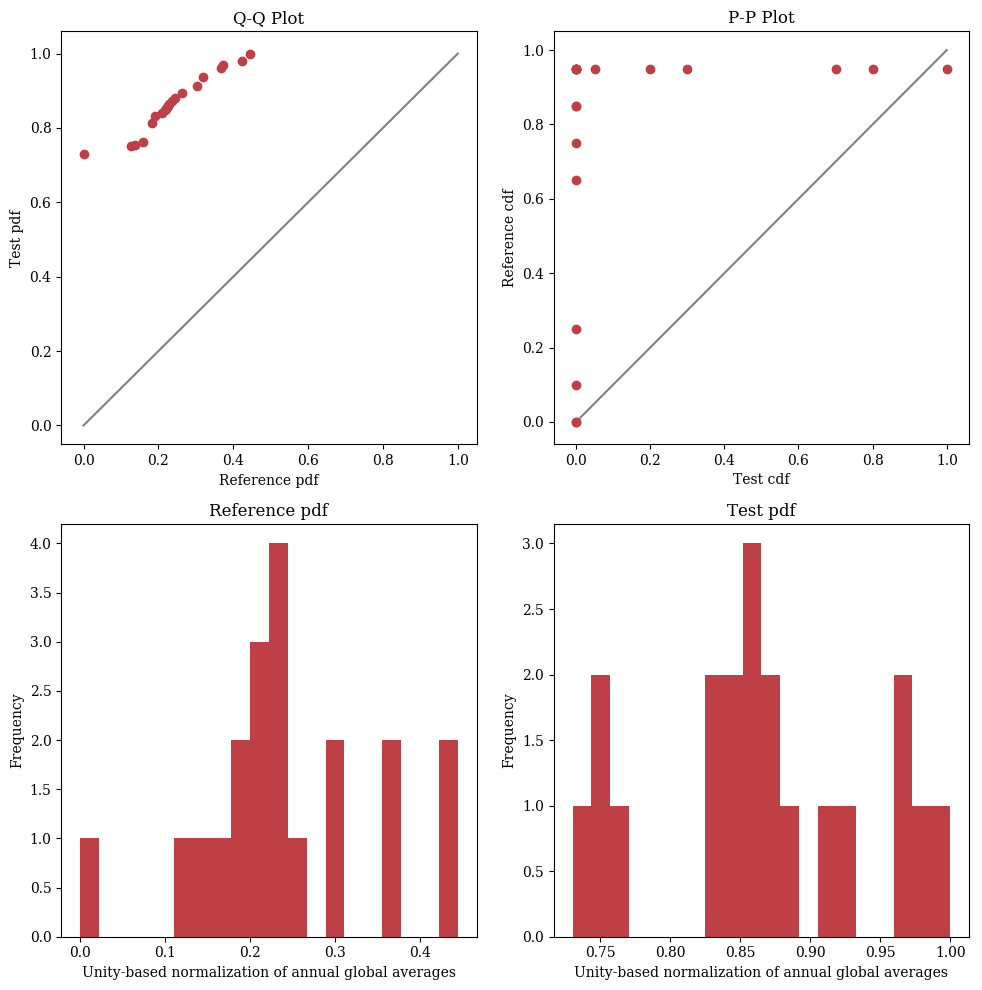 Q-Q Plot
1.0
0.8
0.6
0.4
0.2
0.0
Test pdf
0.0 0.2 0.4 0.6 0.8 1.0
Reference pdf
P-P Plot
1.0
0.8
0.6
0.4
0.2
0.0
Reference cdf
0.0 0.2 0.4 0.6 0.8 1.0
Test cdf
Reference pdf
4.0
3.5
3.0
2.5
2.0
1.5
1.0
0.5
0.0
Frequency
0.0 0.1 0.2 0.3 0.4
Unity-based normalization of annual global averages
Test pdf
3.0
2.5
2.0
1.5
1.0
0.5
0.0
Frequency
0.75 0.80 0.85 0.90 0.95 1.00
Unity-based normalization of annual global averages